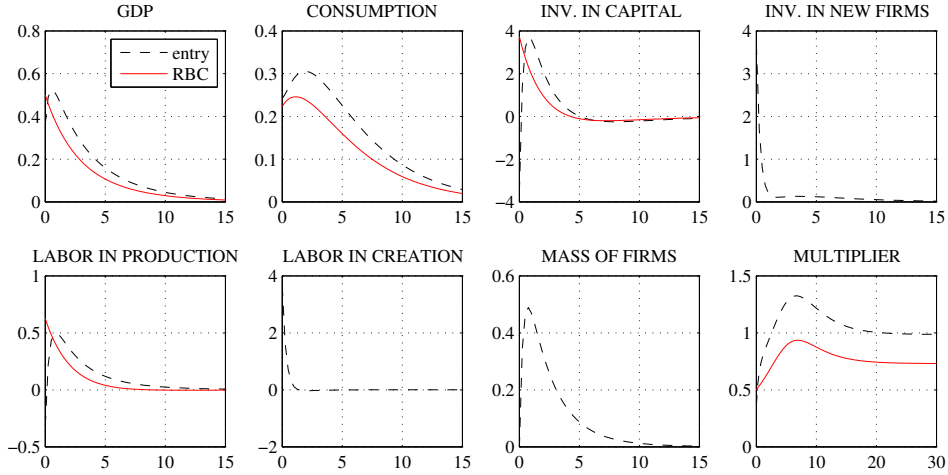 GDP
CONSUMPTION
INV. IN CAPITAL
INV. IN NEW FIRMS
0.8
0.6
0.4
0.2
0
0 5 10 15
entry
RBC
0.4
0.3
0.2
0.1
0
0 5 10 15
4
2
0
−2
−4
0 5 10 15
4
3
2
1
0
0 5 10 15
LABOR IN PRODUCTION
LABOR IN CREATION
MASS OF FIRMS
MULTIPLIER
1
0.5
0
−0.5
0 5 10 15
4
2
0
−2
0 5 10 15
0.6
0.4
0.2
0
0 5 10 15
1.5
1
0.5
0
0 10 20 30